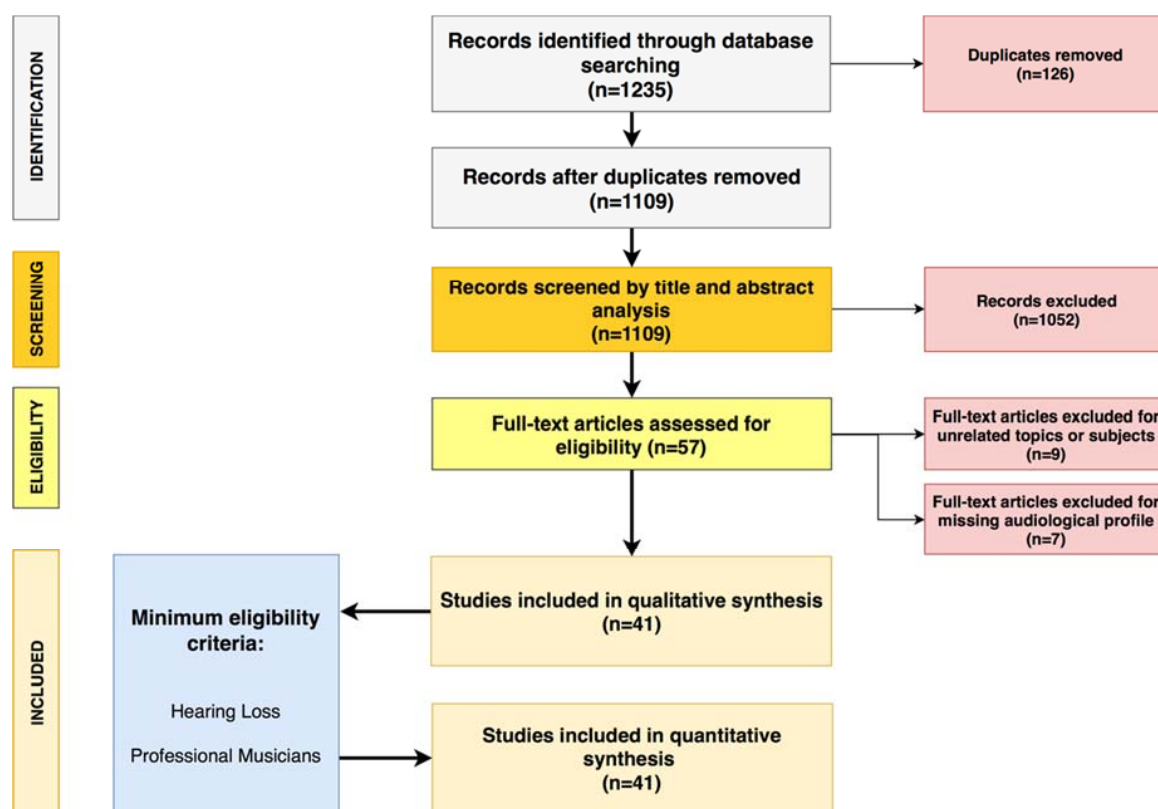 IDENTIFICATION
Records identified through database
searching
(n=1235)
Duplicates removed
(n=126)
Records after duplicates removed
(n=1109)
SCREENING
Records screened by title and abstract
analysis
(n=1109)
Records excluded
(n=1052)
ELIGIBILITY
Full-text articles assessed for
eligibility (n=57)
Full-text articles excluded for
unrelated topics or subjects
(n=9)
Full-text articles excluded for
missing audiological profile
(n=7)
INCLUDED
Minimum eligibility
criteria:
Hearing Loss
Professional Musicians
Studies included in qualitative synthesis
(n=41)
Studies included in quantitative
synthesis
(n=41)